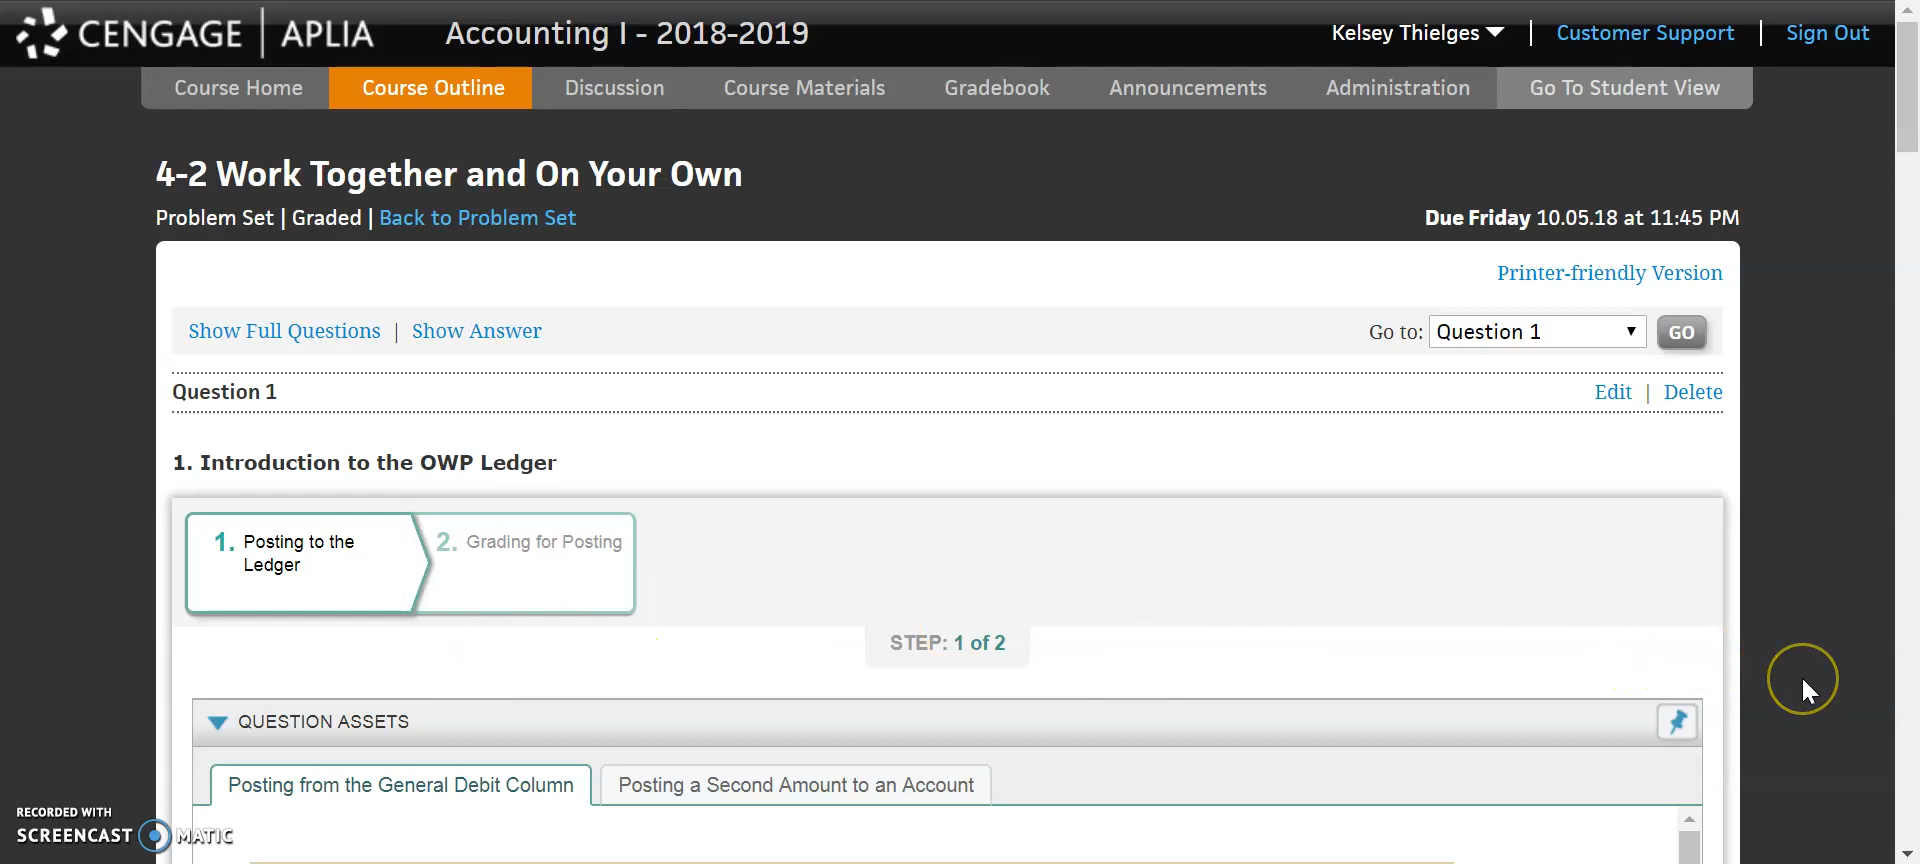 CENGAGE | APLIA Accounting I - 2018-2019 Kelsey Thielges | Customer Support | Sign Out
Course Home Course Outline Discussion Course Materials Gradebook Announcements Administration Go To Student View
4-2 Work Together and On Your Own
Problem Set | Graded | Back to Problem Set Due Friday 10.05.18 at 11:45 PM
Printer-friendly Version
Show Full Questions | Show Answer Go to: Question 1 GO
Question 1 Edit | Delete
1. Introduction to the OWP Ledger
1. Posting to the 2. Grading for Posting
Ledger
STEP: 1 of 2
QUESTION ASSETS
Posting from the General Debit Column Posting a Second Amount to an Account
RECORDED WITH
SCREENCAST MATIC